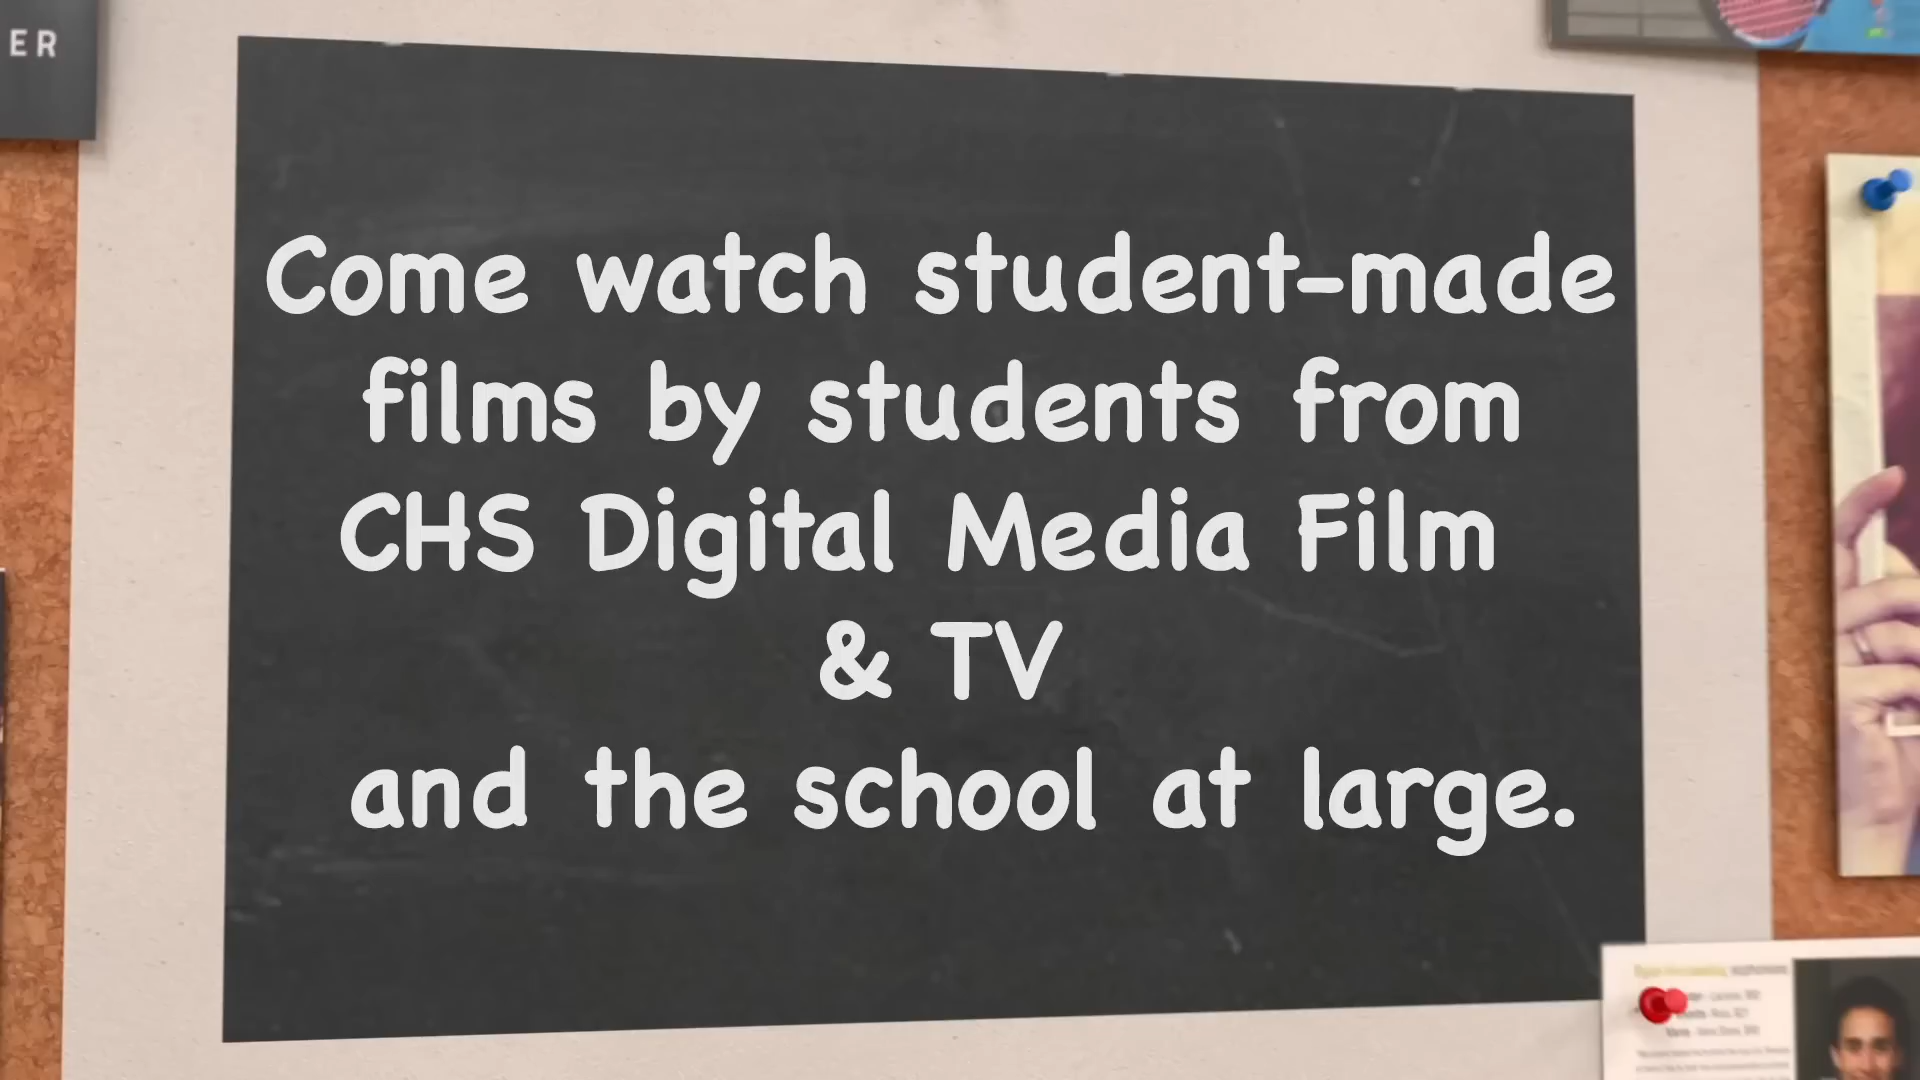 ER
Come watch student-made
films by students from
CHS Digital Media Film
& TV
and the school at large.